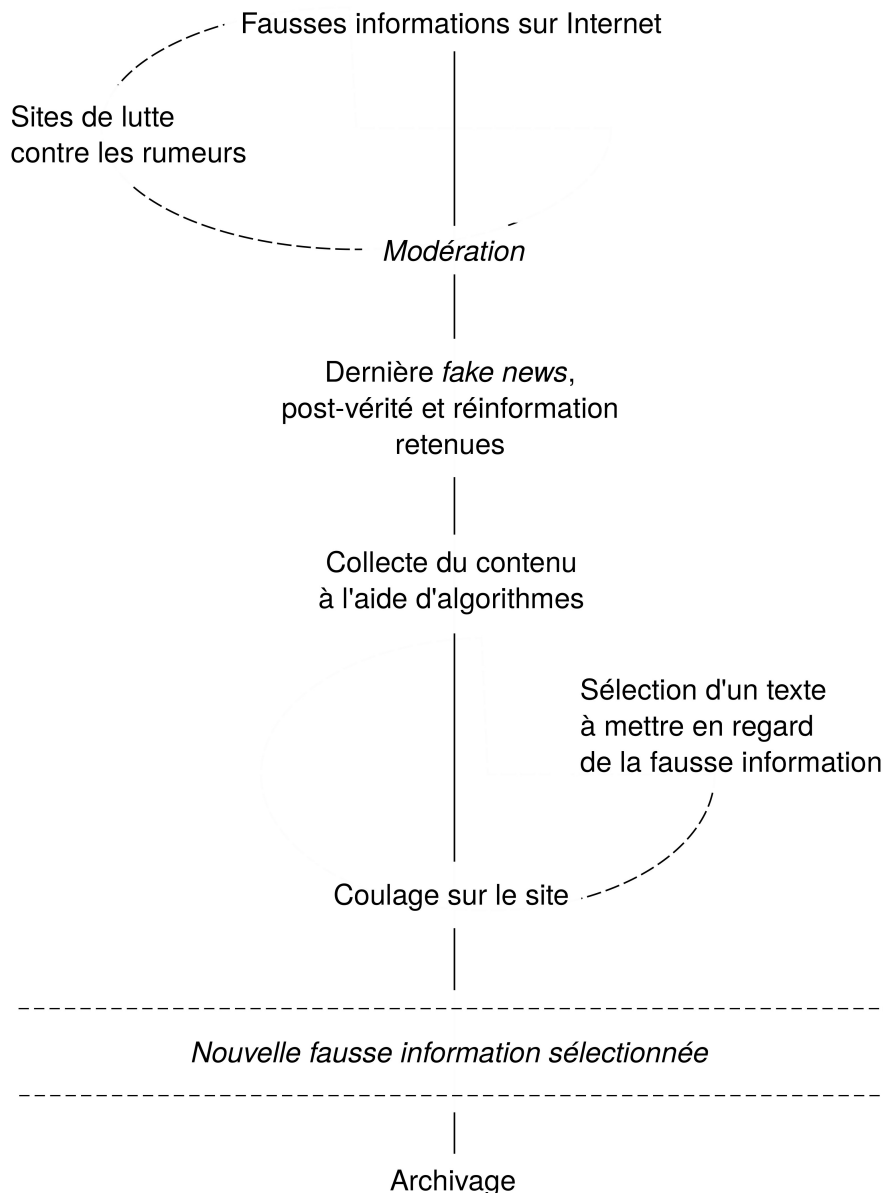 Fausses informations sur Internet
Sites de lutte
contre les rumeurs
Modération
Dernière fake news,
post-vérité et réinformation
retenues
Collecte du contenu
à l'aide d'algorithmes
Sélection d'un texte
à mettre en regard
de la fausse information
Coulage sur le site
Nouvelle fausse information sélectionnée
Archivage